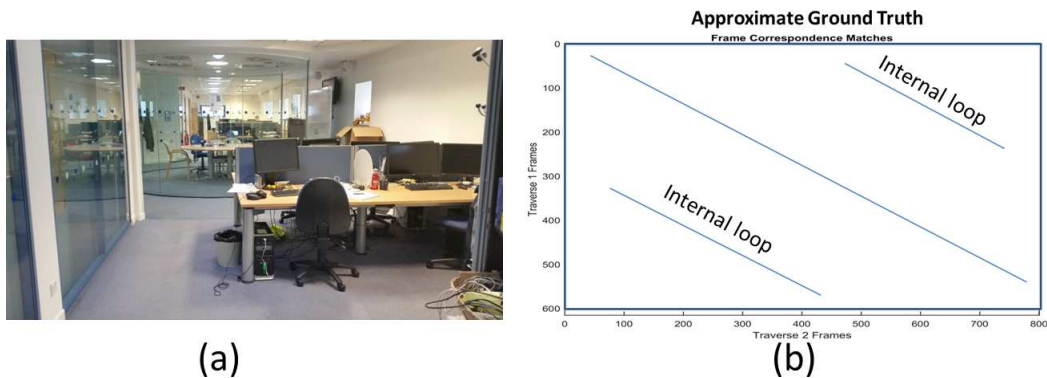 Approximate Ground Truth
Frame Correspondence Matches
0
100
200
300
400
500
600
Traverse 1 Frames
Internal loop
Internal loop
0 100 200 300 400 500 600 700 800
Traverse 2 Frames
(a)
(b)